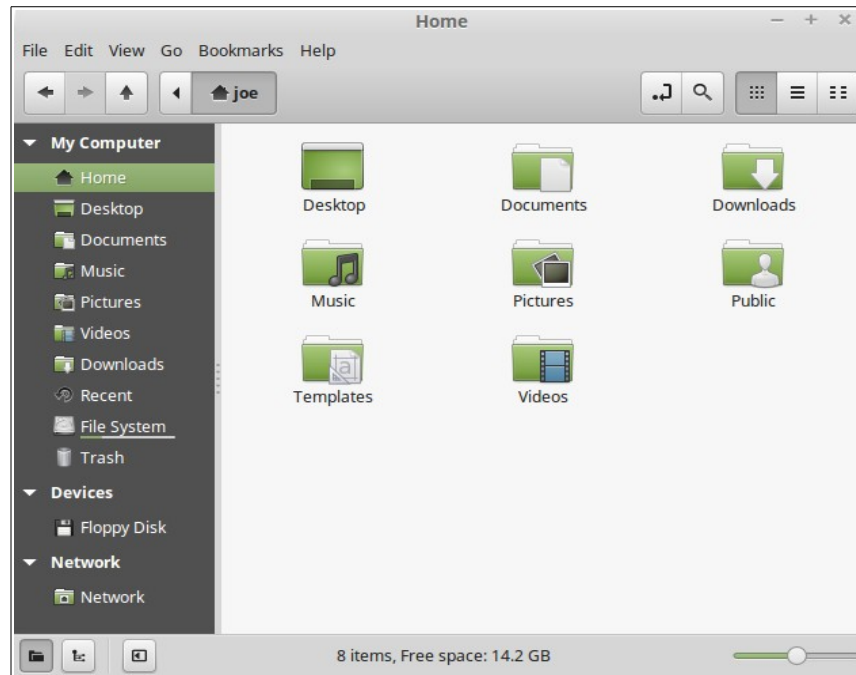 Home
File Edit View Go Bookmarks Help
joe
My Computer
Home
Desktop
Documents
Music
Pictures
Videos
Downloads
Recent
File System
Trash
Devices
Floppy Disk
Network
Network
Desktop Documents Downloads
Music Pictures Public
Templates Videos
8 items, Free space: 14.2 GB